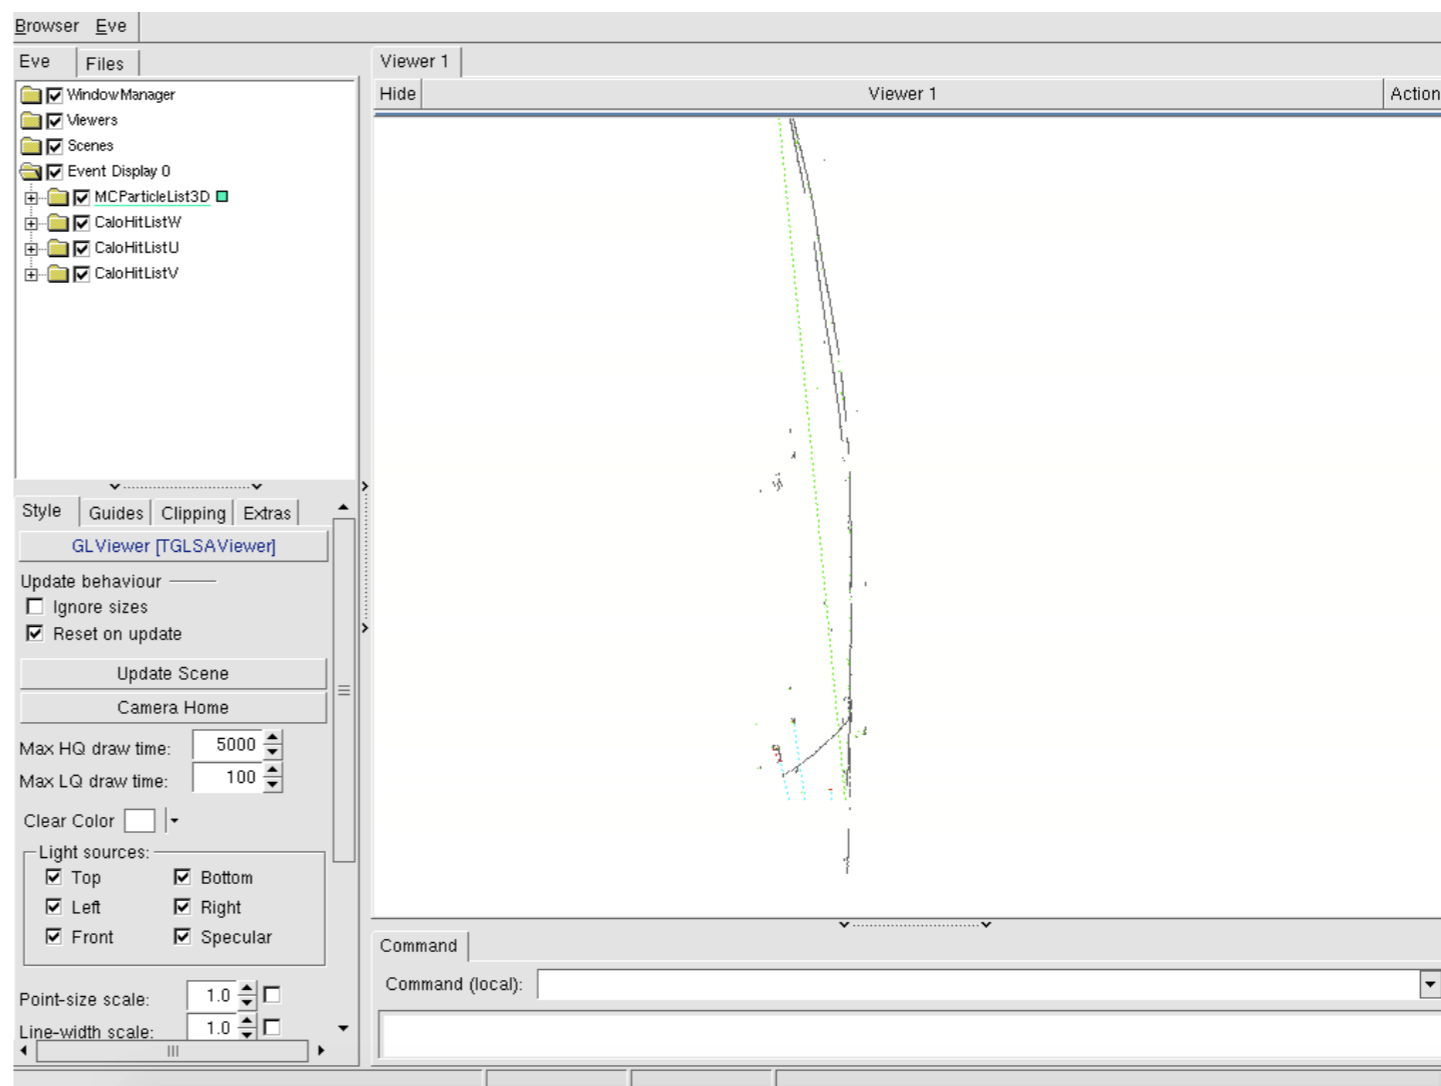 Browser Eve
Eve Files
WindowManager
Viewers
Scenes
Event Display 0
MCParticleList3D
CaloHitListW
CaloHitListU
CaloHitListV
Style Guides Clipping Extras
GLViewer [TGLSAViewer]
Update behaviour
Ignore sizes
Reset on update
Update Scene
Camera Home
Max HQ draw time: 5000
Max LQ draw time: 100
Clear Color
Light sources:
Top Bottom
Left Right
Front Specular
Point-size scale: 1.0
Line-width scale: 1.0
Viewer 1
Hide Viewer 1 Action
Command
Command (local):